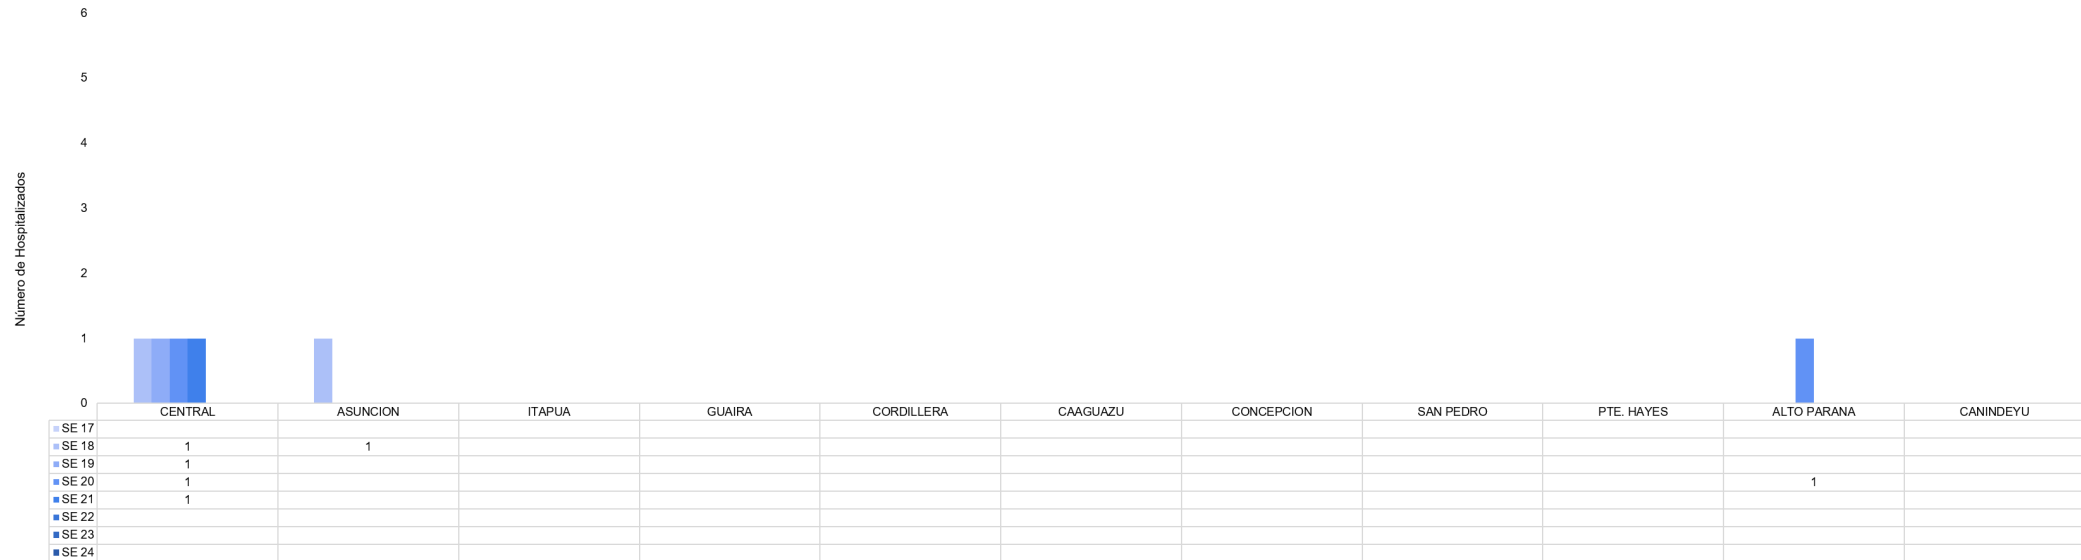 6
5
4
3
2
1
0
Número de Hospitalizados
CENTRAL ASUNCION ITAPUA GUAIRA CORDILLERA CAAGUAZU CONCEPCION SAN PEDRO PTE. HAYES ALTO PARANA CANINDEYU
SE 17
SE 18 1 1
SE 19 1
SE 20 1 1
SE 21 1
SE 22
SE 23
SE 24